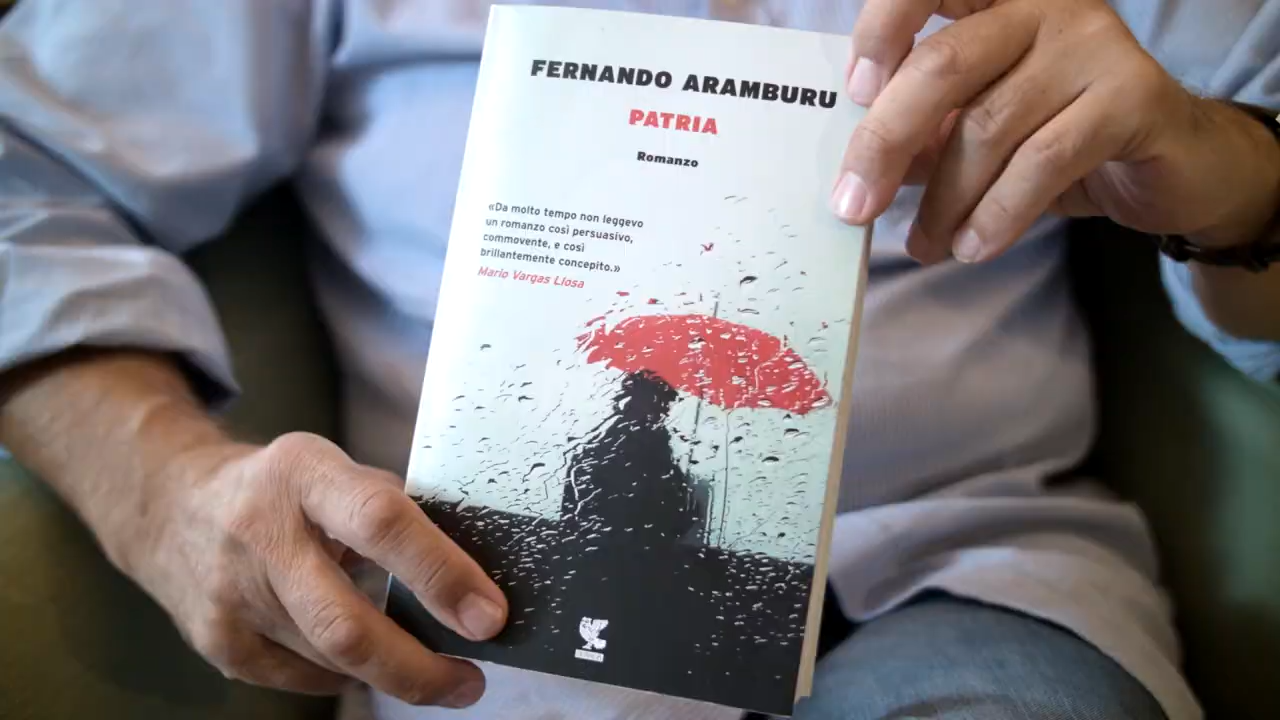 FERNANDO ARAMBURU
PATRIA
Romanzo
«Da molto tempo non leggevo
un romanzo così persuasivo,
commovente, e così
brillantemente concepito.»
Mario Vargas Llosa